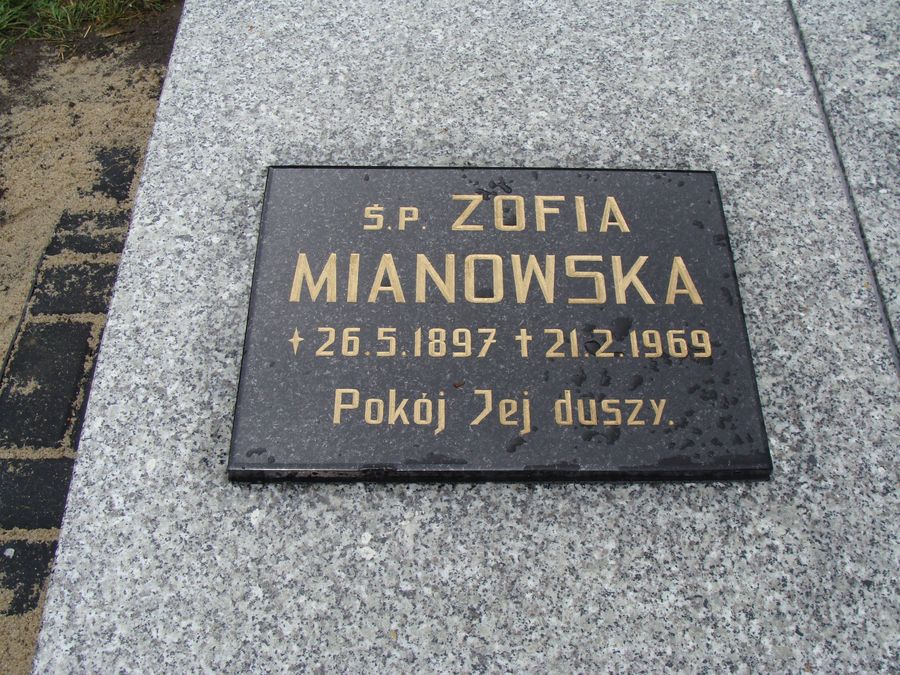 Ś.P. ZOFIA
MIANOWSKA
✦ 26.5.1897 ✝ 21.2.1969
Pokój Jej duszy.